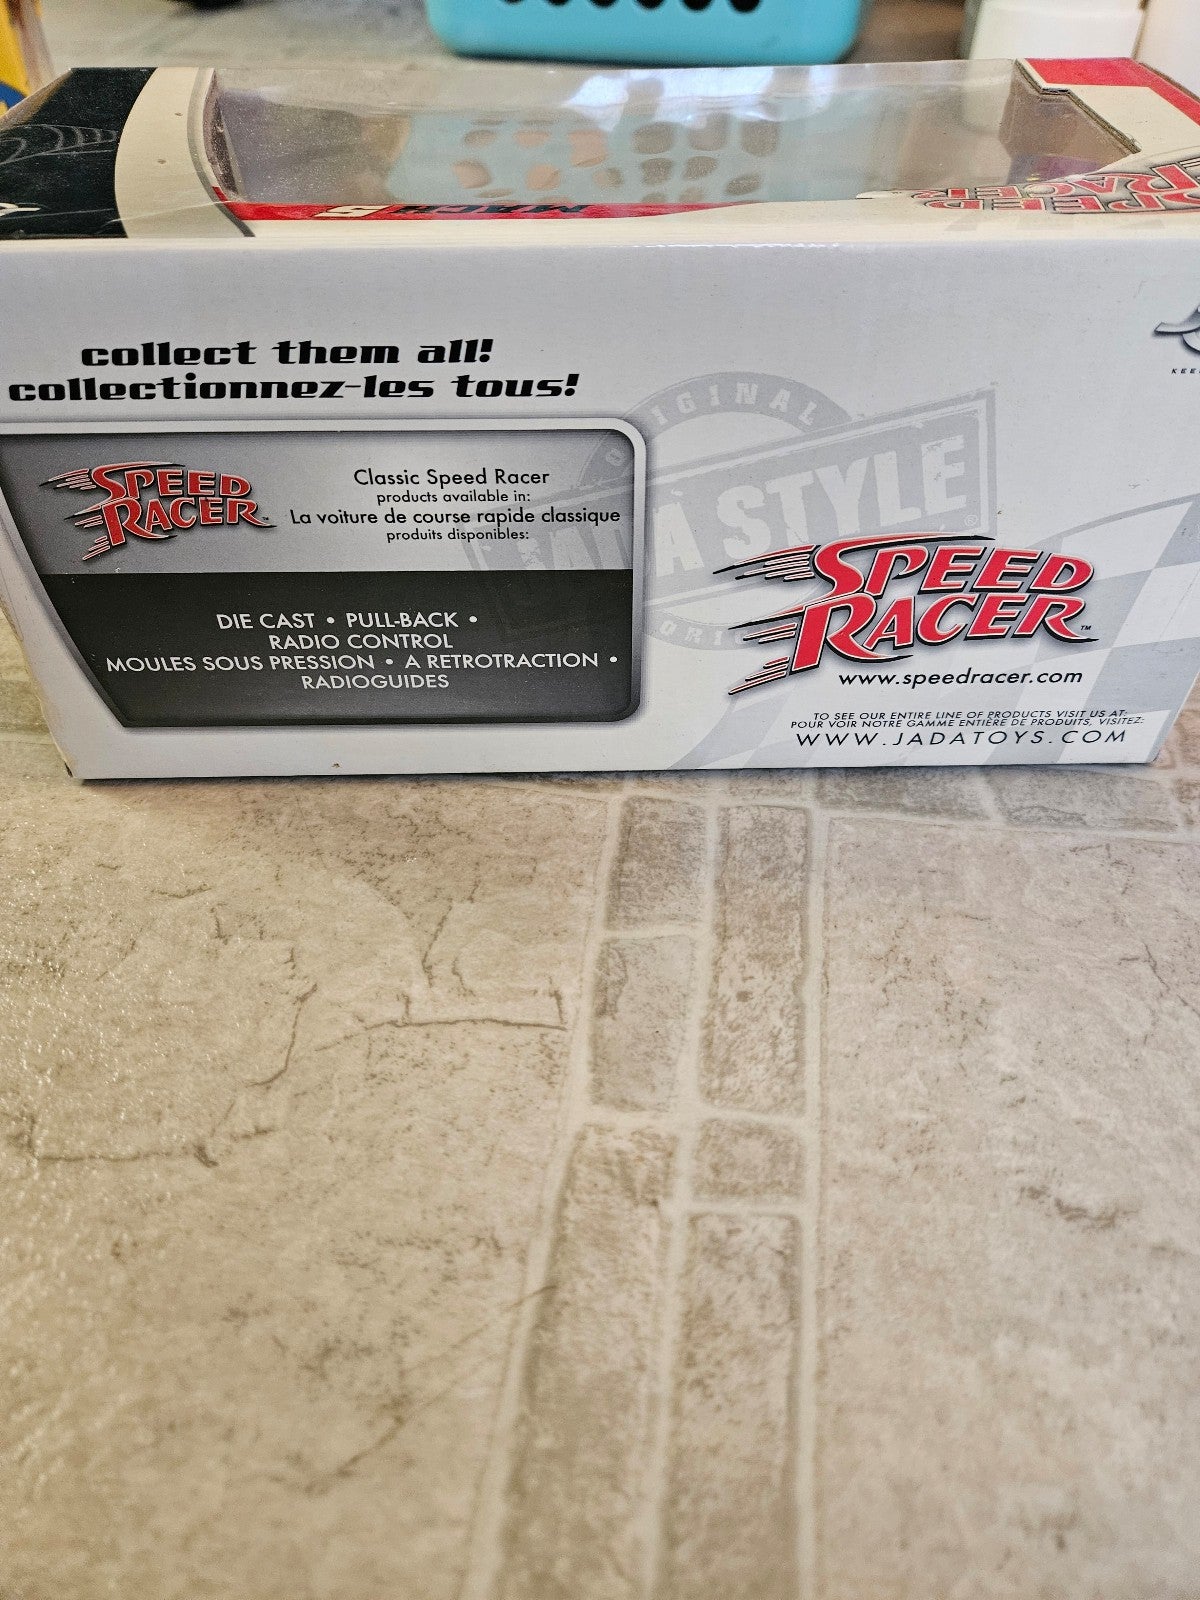 MACH 5
SPEED
RACER
collect them all!
collectionnez-les tous!
SPEED
RACER
Classic Speed Racer
products available in:
La voiture de course rapide classique
produits disponibles:
DIE CAST • PULL-BACK •
RADIO CONTROL
MOULES SOUS PRESSION • A RETROTRACTION •
RADIOGUIDES
ORIGINAL
JADA STYLE®
SPEED
RACER™
www.speedracer.com
TO SEE OUR ENTIRE LINE OF PRODUCTS VISIT US AT:
POUR VOIR NOTRE GAMME ENTIÈRE DE PRODUITS, VISITEZ:
WWW.JADATOYS.COM